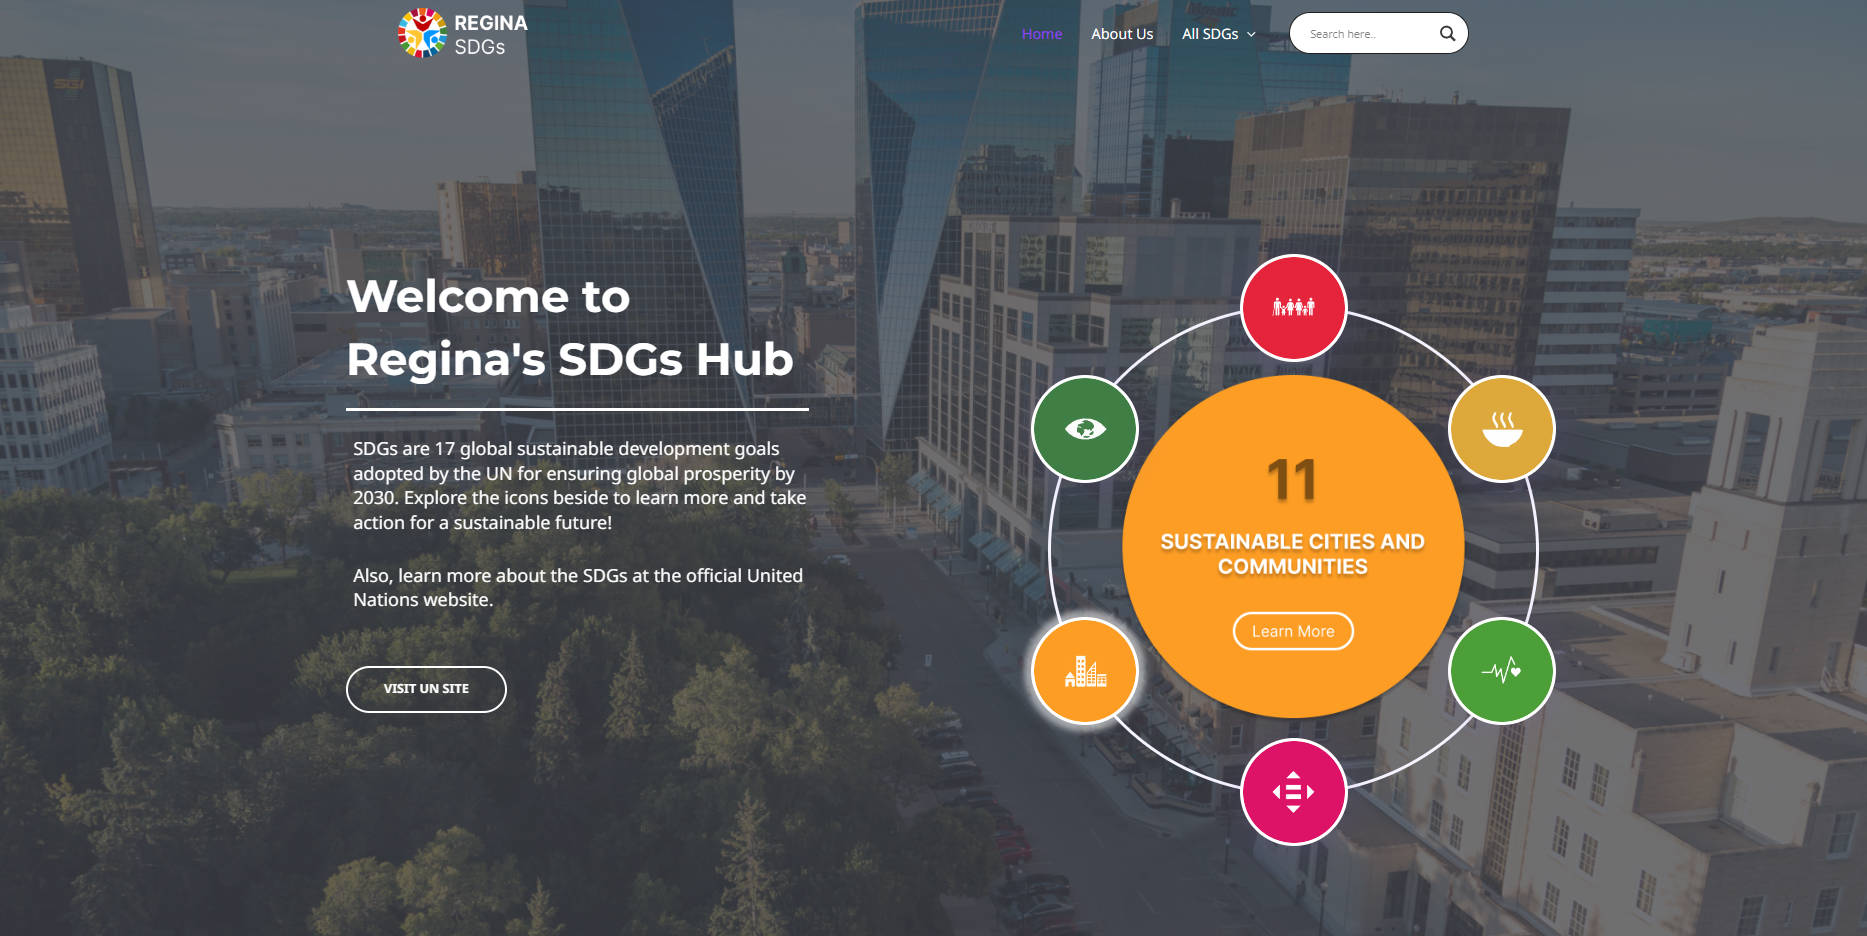 REGINA
SDGs
Home
About Us
All SDGs
Search here..
Mosaic
SGI
Welcome to
Regina's SDGs Hub
SDGs are 17 global sustainable development goals
adopted by the UN for ensuring global prosperity by
2030. Explore the icons beside to learn more and take
action for a sustainable future!
Also, learn more about the SDGs at the official United
Nations website.
VISIT UN SITE
11
SUSTAINABLE CITIES AND
COMMUNITIES
Learn More